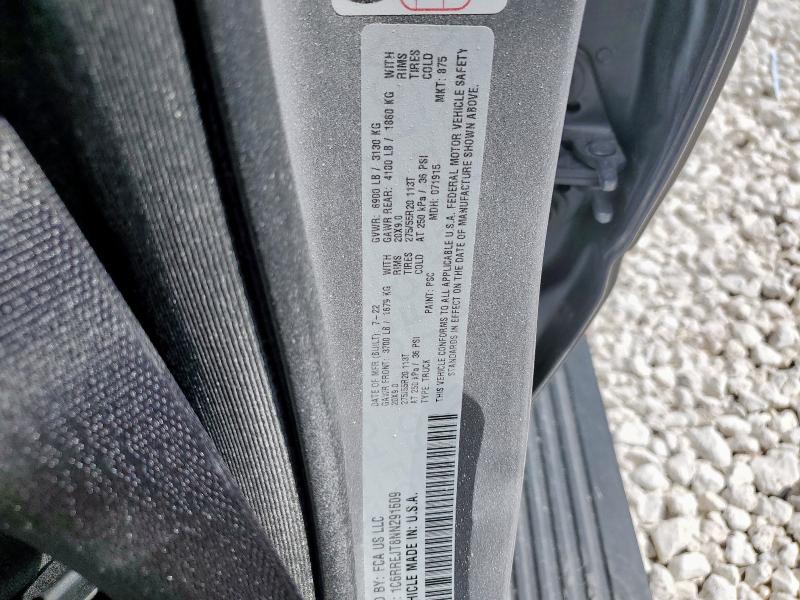 D BY: FCA US LLC
DATE OF MFR (BUILT): 7-22 GVWR: 6900 LB / 3130 KG
GAWR FRONT: 3700 LB / 1679 KG WITH GAWR REAR: 4100 LB / 1860 KG WITH
20X9.0 RIMS 20X9.0 RIMS
275/55R20 113T TIRES 275/55R20 113T TIRES
AT 250 kPa / 36 PSI COLD AT 250 kPa / 36 PSI COLD
TYPE: TRUCK PAINT: PSC MDH: 071915 MKT: 875
THIS VEHICLE CONFORMS TO ALL APPLICABLE U.S.A. FEDERAL MOTOR VEHICLE SAFETY
STANDARDS IN EFFECT ON THE DATE OF MANUFACTURE SHOWN ABOVE.
: 1C6RREJT8NN291609
HICLE MADE IN: U.S.A.